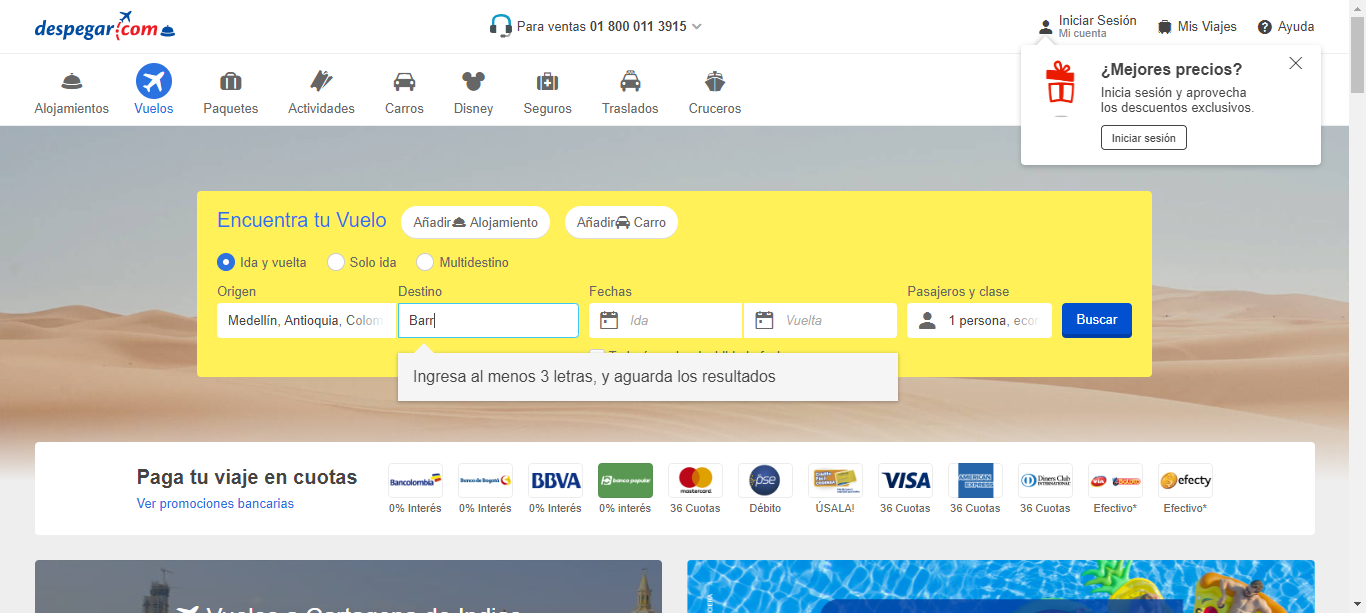 despegar.com
Para ventas 01 800 011 3915
Iniciar Sesión
Mi cuenta
Mis Viajes
Ayuda
Alojamientos
Vuelos
Paquetes
Actividades
Carros
Disney
Seguros
Traslados
Cruceros
¿Mejores precios?
Inicia sesión y aprovecha
los descuentos exclusivos.
Iniciar sesión
Encuentra tu Vuelo
Añadir Alojamiento
Añadir Carro
Ida y vuelta
Solo ida
Multidestino
Origen
Destino
Fechas
Pasajeros y clase
Medellín, Antioquia, Colom
Barr
Ida
Vuelta
1 persona, econ
Buscar
Ingresa al menos 3 letras, y aguarda los resultados
Paga tu viaje en cuotas
Ver promociones bancarias
Bancolombia
Banco de Bogotá
BBVA
banco popular
mastercard
pse
VISA
AMERICAN EXPRESS
Diners Club
INTERNATIONAL
via
efecty
0% Interés
0% Interés
0% Interés
0% interés
36 Cuotas
Débito
ÚSALA!
36 Cuotas
36 Cuotas
36 Cuotas
Efectivo*
Efectivo*
Vuelos a Cartagena de Indias